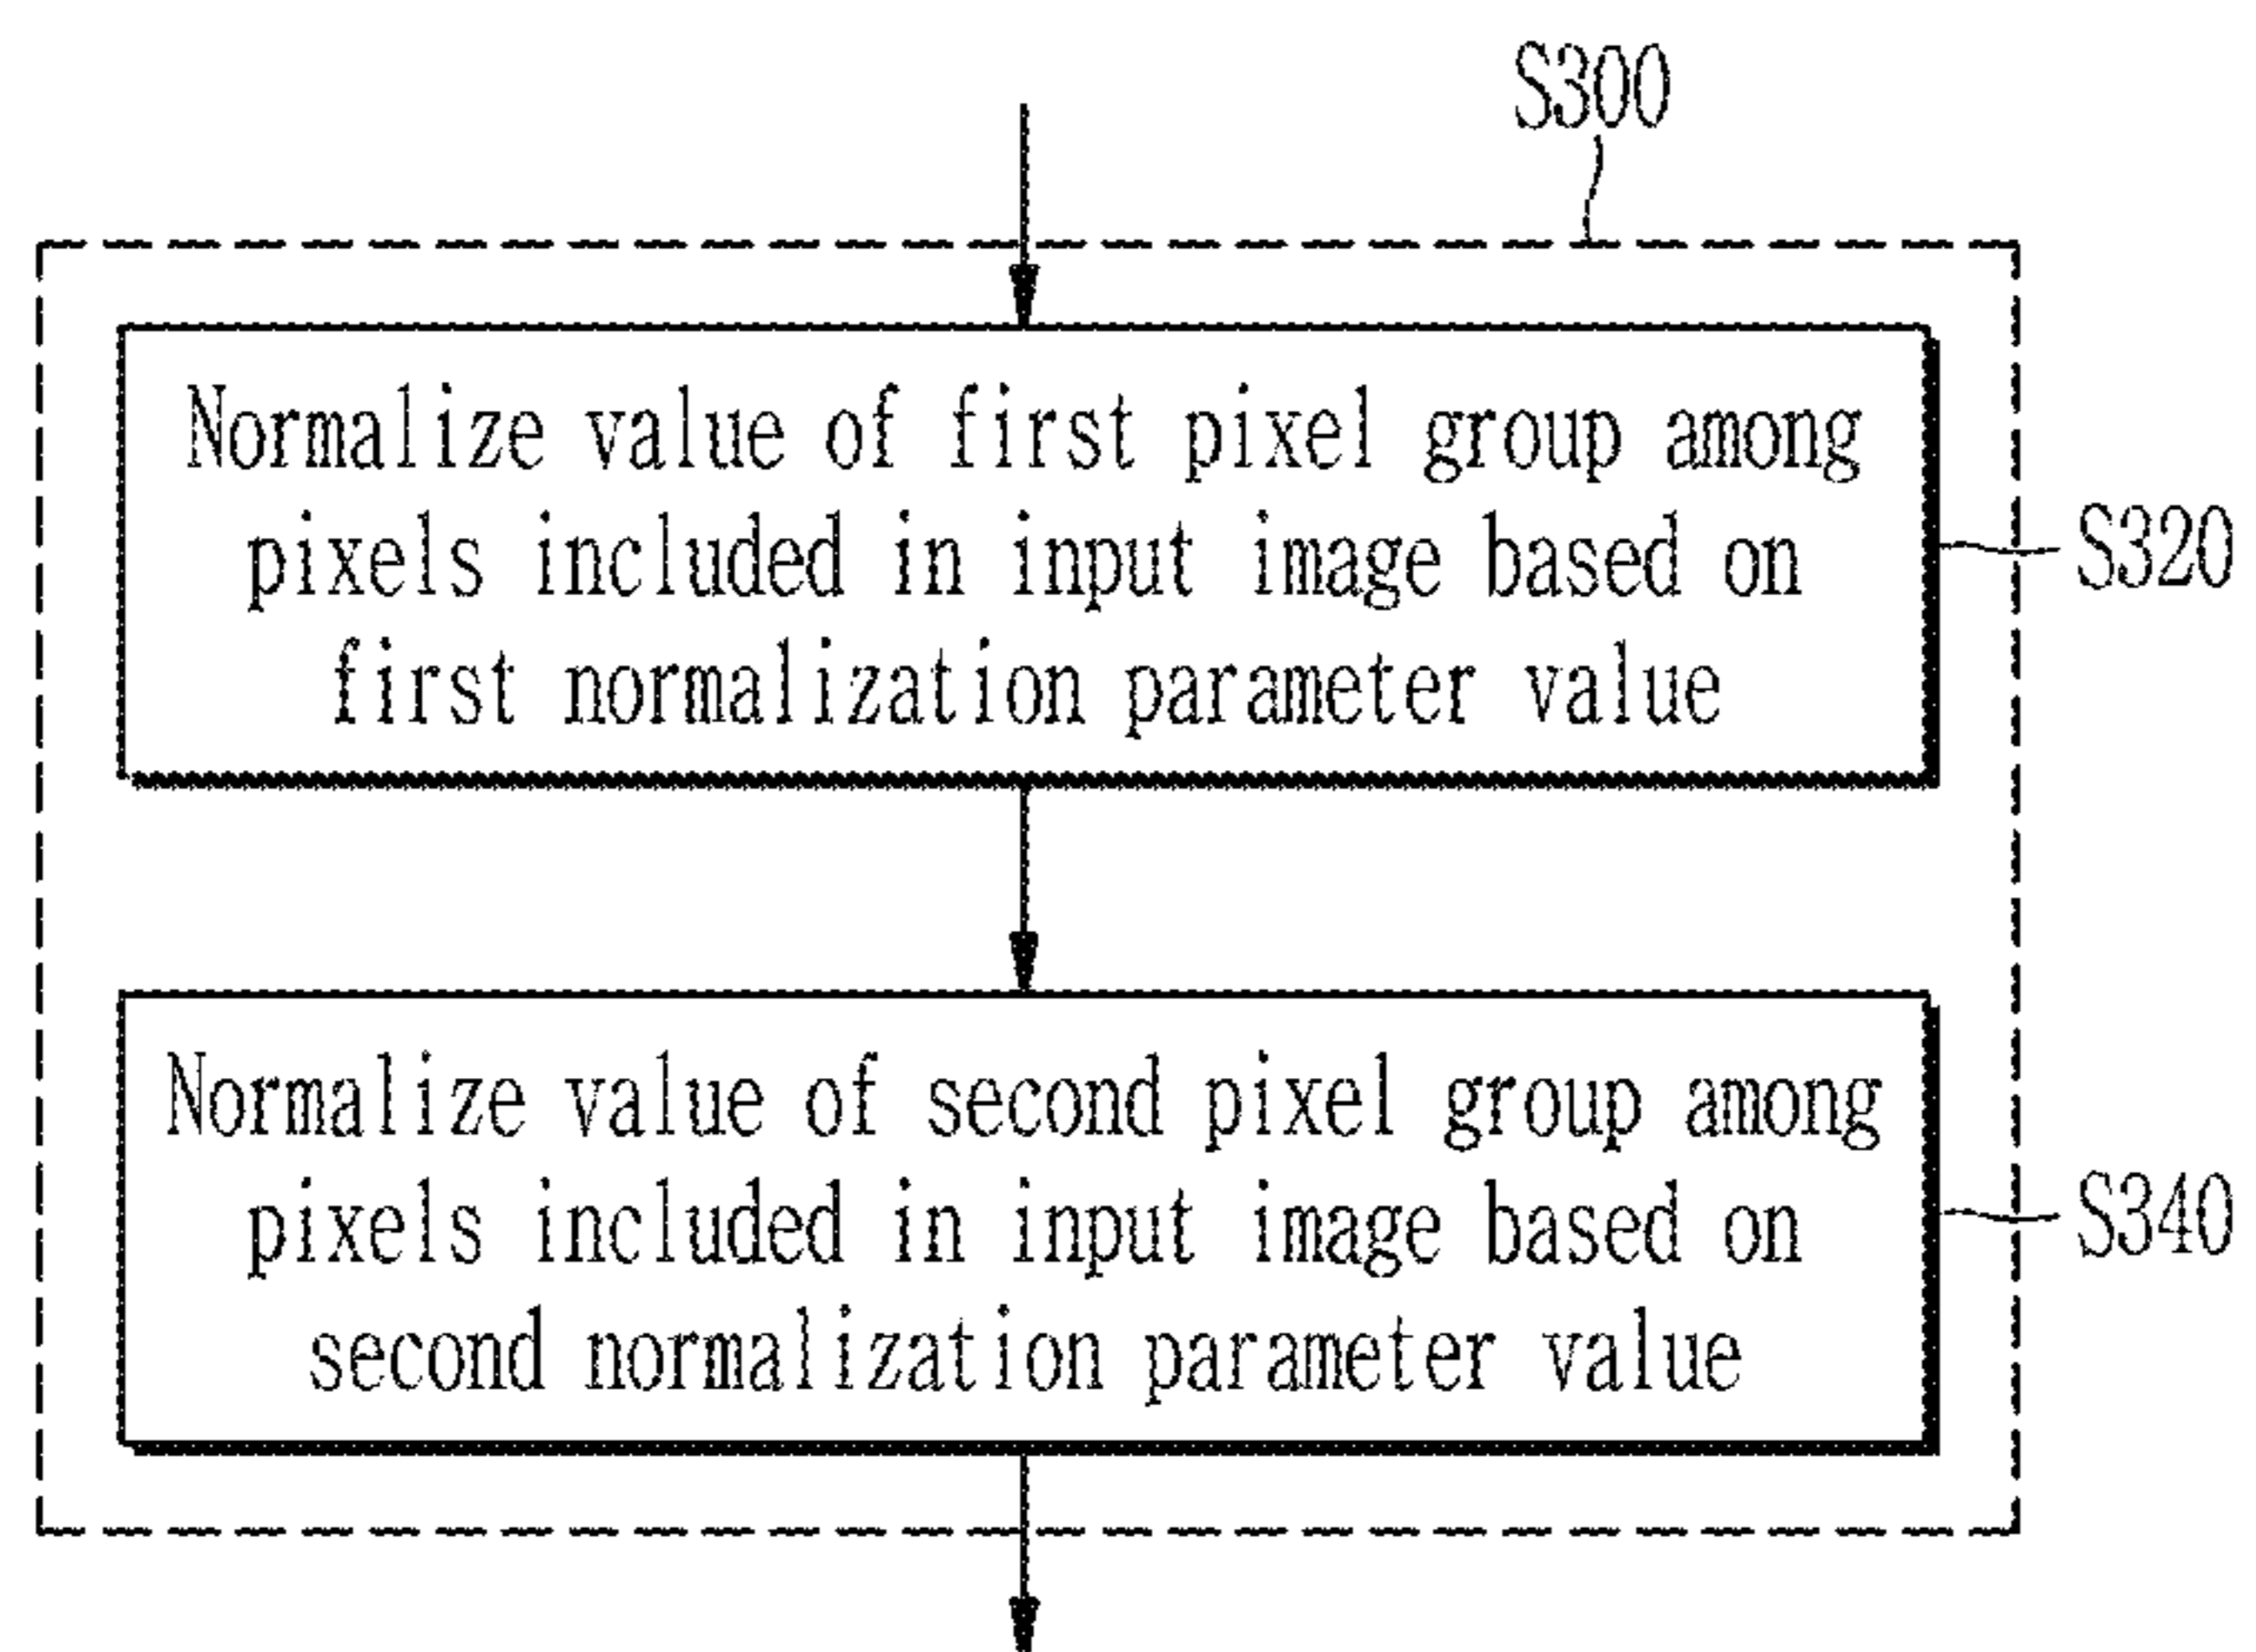 S300
Normalize value of first pixel group among
pixels included in input image based on
first normalization parameter value
S320
Normalize value of second pixel group among
pixels included in input image based on
second normalization parameter value
S340